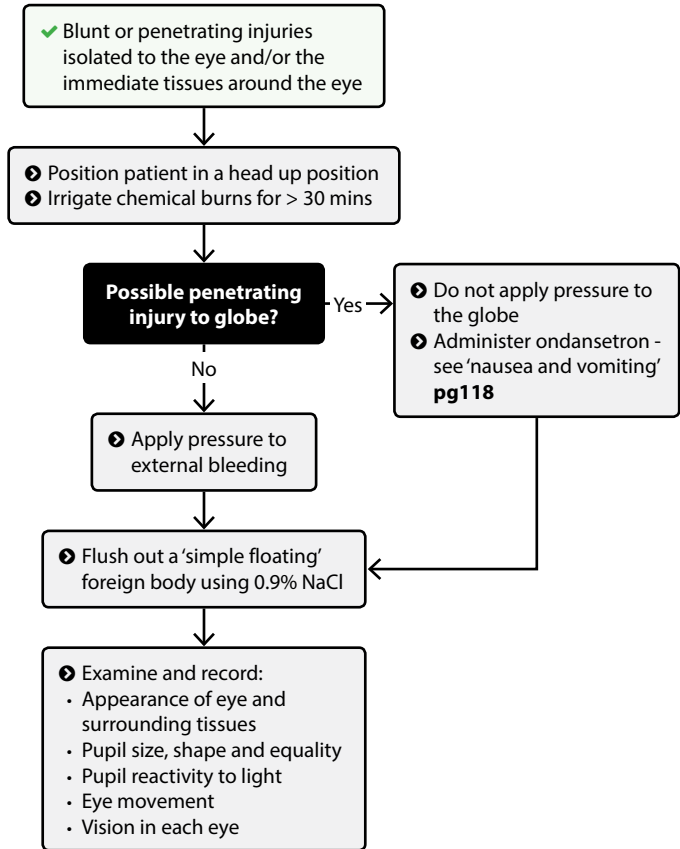 Blunt or penetrating injuries
isolated to the eye and/or the
immediate tissues around the eye
Position patient in a head up position
Irrigate chemical burns for > 30 mins
Possible penetrating
injury to globe?
Yes
Do not apply pressure to
the globe
Administer ondansetron -
see ‘nausea and vomiting’
pg118
No
Apply pressure to
external bleeding
Flush out a ‘simple floating’
foreign body using 0.9% NaCl
Examine and record:
• Appearance of eye and
surrounding tissues
• Pupil size, shape and equality
• Pupil reactivity to light
• Eye movement
• Vision in each eye